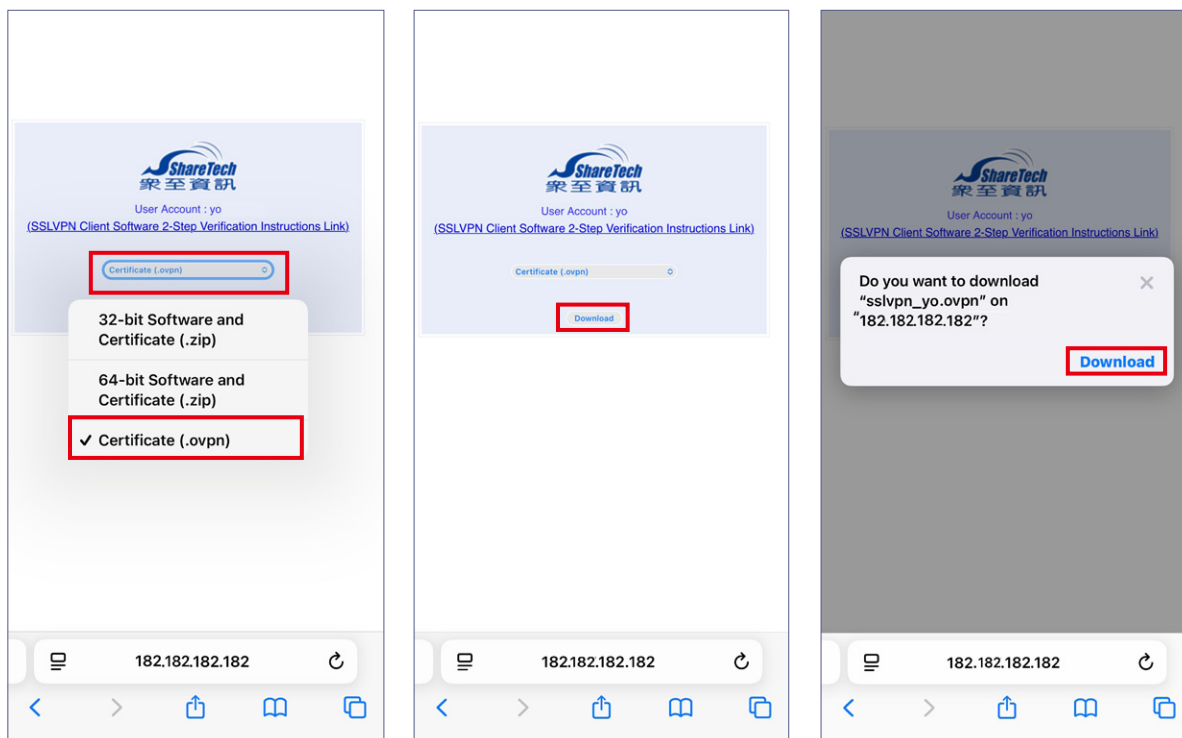 ShareTech
眾至資訊
User Account : yo
(SSLVPN Client Software 2-Step Verification Instructions Link)
Certificate (.ovpn)
32-bit Software and
Certificate (.zip)
64-bit Software and
Certificate (.zip)
✓ Certificate (.ovpn)
182.182.182.182
ShareTech
眾至資訊
User Account : yo
(SSLVPN Client Software 2-Step Verification Instructions Link)
Certificate (.ovpn)
Download
182.182.182.182
ShareTech
眾至資訊
User Account : yo
(SSLVPN Client Software 2-Step Verification Instructions Link)
Do you want to download
“sslvpn_yo.ovpn” on
“182.182.182.182”?
Download
182.182.182.182